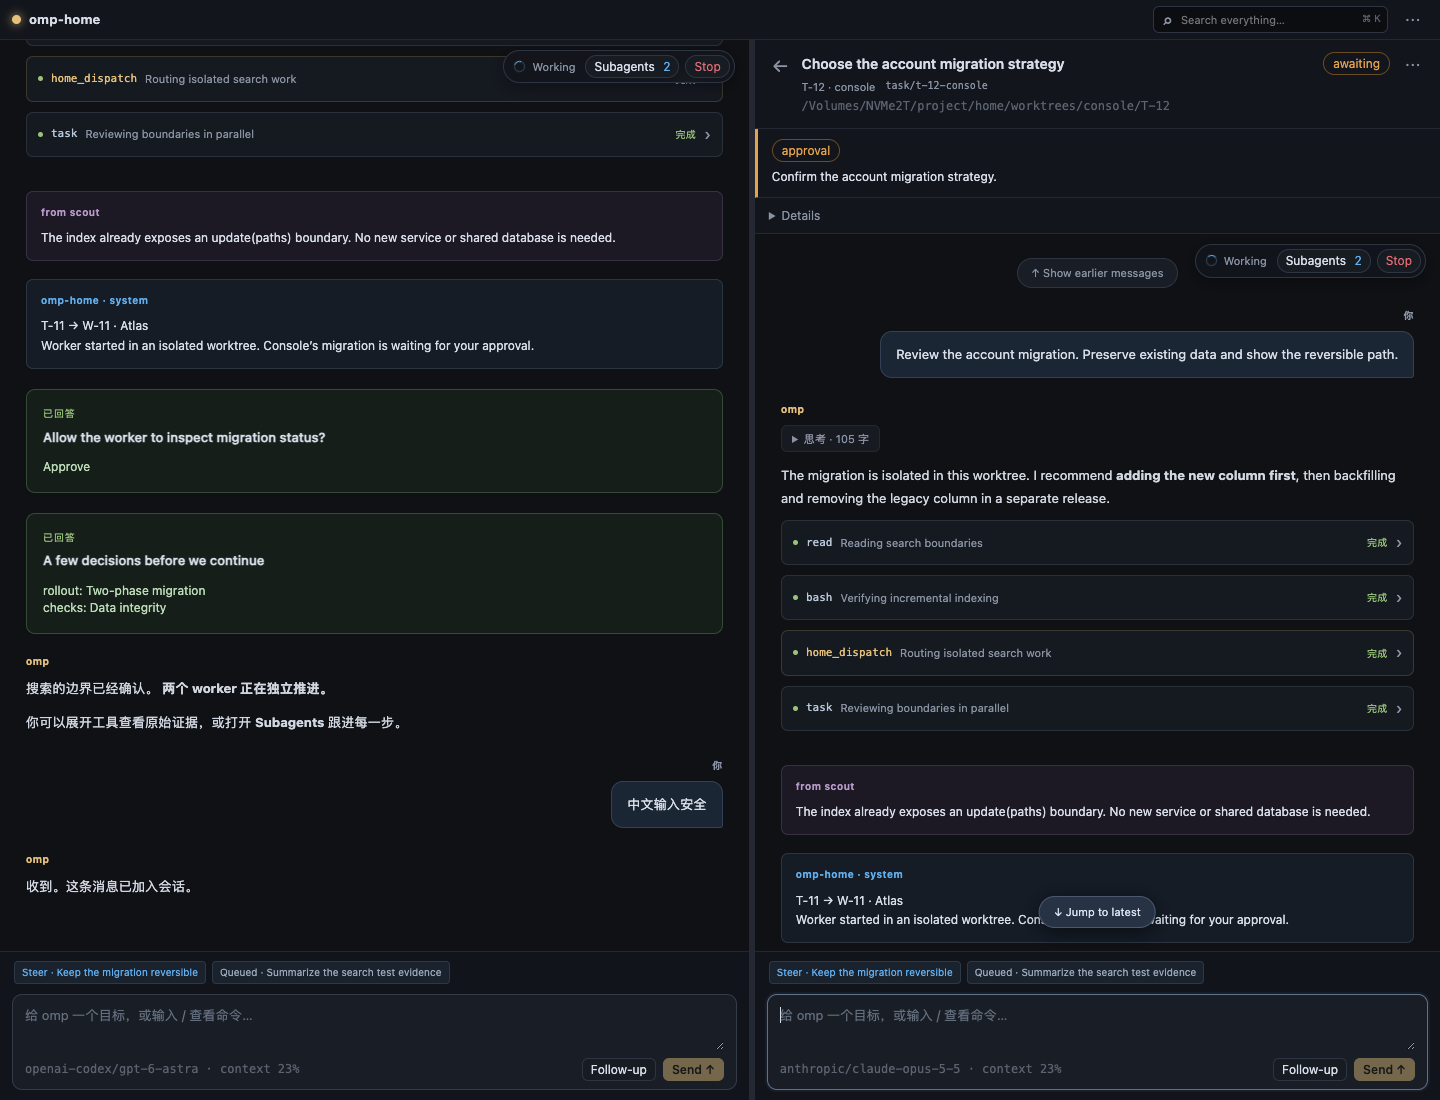 omp-home
Search everything...
⌘ K
···
home_dispatch Routing isolated search work
Working
Subagents 2
Stop
task Reviewing boundaries in parallel
完成
from scout
The index already exposes an update(paths) boundary. No new service or shared database is needed.
omp-home · system
T-11 → W-11 · Atlas
Worker started in an isolated worktree. Console's migration is waiting for your approval.
已回答
Allow the worker to inspect migration status?
Approve
已回答
A few decisions before we continue
rollout: Two-phase migration
checks: Data integrity
omp
搜索的边界已经确认。 两个 worker 正在独立推进。
你可以展开工具查看原始证据，或打开 Subagents 跟进每一步。
你
中文输入安全
omp
收到。这条消息已加入会话。
Steer · Keep the migration reversible
Queued · Summarize the search test evidence
给 omp 一个目标，或输入 / 查看命令...
openai-codex/gpt-6-astra · context 23%
Follow-up
Send ↑
← Choose the account migration strategy
awaiting
···
T-12 · console task/t-12-console
/Volumes/NVMe2T/project/home/worktrees/console/T-12
approval
Confirm the account migration strategy.
▶ Details
↑ Show earlier messages
Working
Subagents 2
Stop
你
Review the account migration. Preserve existing data and show the reversible path.
omp
▶ 思考 · 105 字
The migration is isolated in this worktree. I recommend adding the new column first, then backfilling
and removing the legacy column in a separate release.
read Reading search boundaries
完成
bash Verifying incremental indexing
完成
home_dispatch Routing isolated search work
完成
task Reviewing boundaries in parallel
完成
from scout
The index already exposes an update(paths) boundary. No new service or shared database is needed.
omp-home · system
T-11 → W-11 · Atlas
Worker started in an isolated worktree. waiting for your approval.
↓ Jump to latest
Steer · Keep the migration reversible
Queued · Summarize the search test evidence
给 omp 一个目标，或输入 / 查看命令...
anthropic/claude-opus-5-5 · context 23%
Follow-up
Send ↑